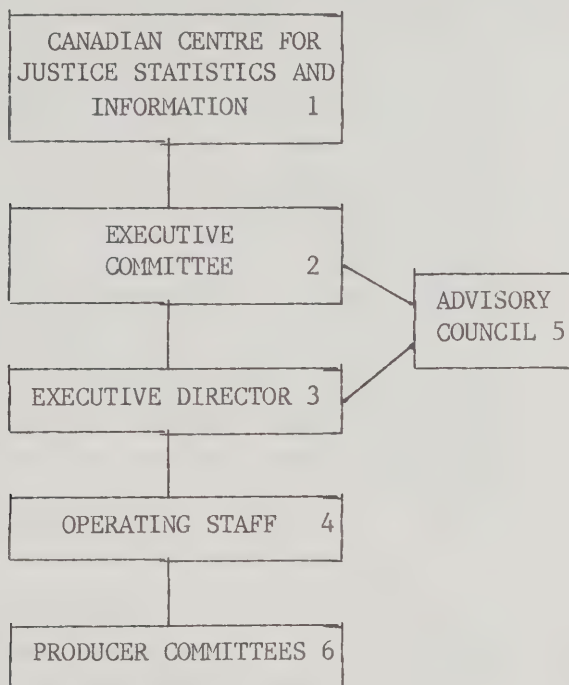 CANADIAN CENTRE FOR
JUSTICE STATISTICS AND
INFORMATION 1
EXECUTIVE
COMMITTEE 2
ADVISORY
COUNCIL 5
EXECUTIVE DIRECTOR 3
OPERATING STAFF 4
PRODUCER COMMITTEES 6